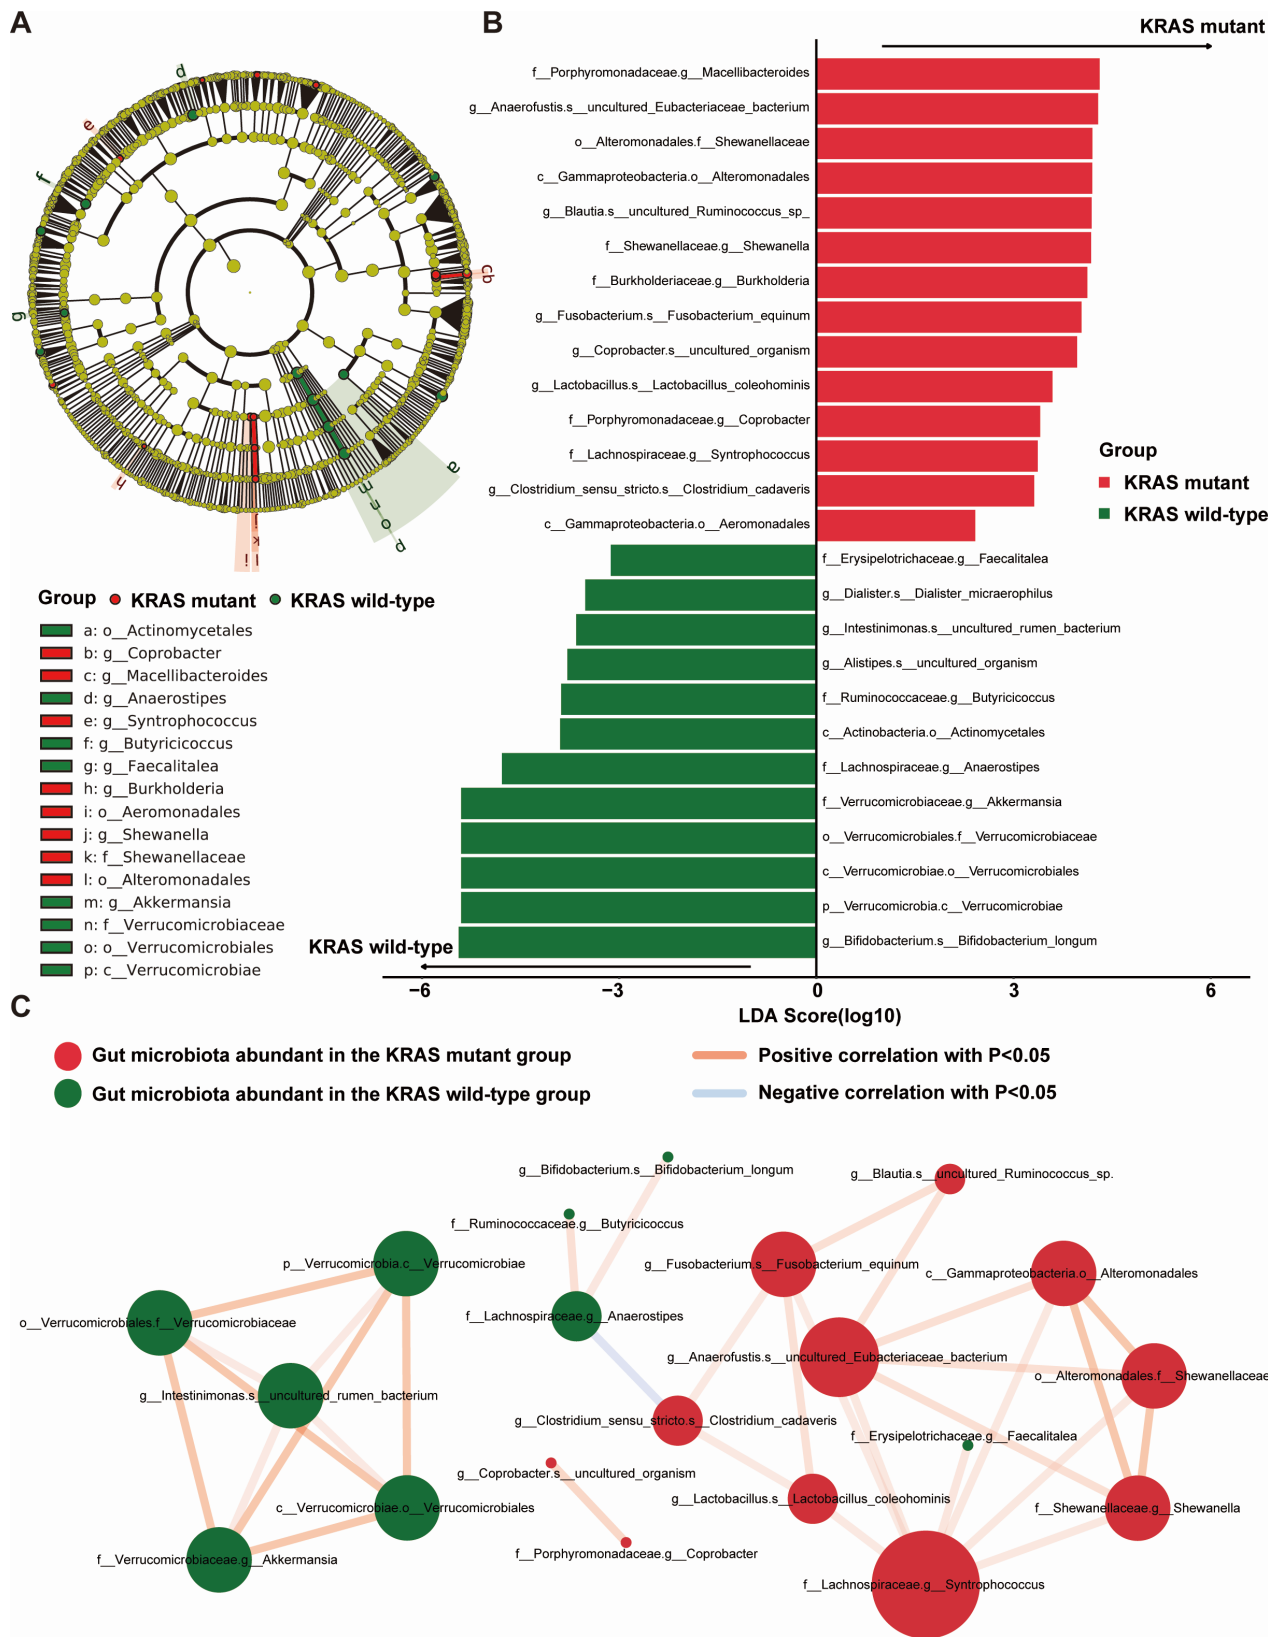 A
d
e
f
g
h
i
j
k
l
m
n
o
p
a
cb
Group KRAS mutant KRAS wild-type
a: o__Actinomycetales
b: g__Coprobacter
c: g__Macellibacteroides
d: g__Anaerostipes
e: g__Syntrophococcus
f: g__Butyricicoccus
g: g__Faecalitalea
h: g__Burkholderia
i: o__Aeromonadales
j: g__Shewanella
k: f__Shewanellaceae
l: o__Alteromonadales
m: g__Akkermansia
n: f__Verrucomicrobiaceae
o: o__Verrucomicrobiales
p: c__Verrucomicrobiae
B
KRAS mutant
f__Porphyromonadaceae.g__Macellibacteroides
g__Anaerofustis.s__uncultured_Eubacteriaceae_bacterium
o__Alteromonadales.f__Shewanellaceae
c__Gammaproteobacteria.o__Alteromonadales
g__Blautia.s__uncultured_Ruminococcus_sp_
f__Shewanellaceae.g__Shewanella
f__Burkholderiaceae.g__Burkholderia
g__Fusobacterium.s__Fusobacterium_equinum
g__Coprobacter.s__uncultured_organism
g__Lactobacillus.s__Lactobacillus_coleohominis
f__Porphyromonadaceae.g__Coprobacter
f__Lachnospiraceae.g__Syntrophococcus
g__Clostridium_sensu_stricto.s__Clostridium_cadaveris
c__Gammaproteobacteria.o__Aeromonadales
Group
KRAS mutant
KRAS wild-type
f__Erysipelotrichaceae.g__Faecalitalea
g__Dialister.s__Dialister_micraerophilus
g__Intestinimonas.s__uncultured_rumen_bacterium
g__Alistipes.s__uncultured_organism
f__Ruminococcaceae.g__Butyricicoccus
c__Actinobacteria.o__Actinomycetales
f__Lachnospiraceae.g__Anaerostipes
f__Verrucomicrobiaceae.g__Akkermansia
o__Verrucomicrobiales.f__Verrucomicrobiaceae
c__Verrucomicrobiae.o__Verrucomicrobiales
p__Verrucomicrobia.c__Verrucomicrobiae
g__Bifidobacterium.s__Bifidobacterium_longum
KRAS wild-type
−6 −3 0 3 6
LDA Score(log10)
C
Gut microbiota abundant in the KRAS mutant group
Gut microbiota abundant in the KRAS wild-type group
Positive correlation with P<0.05
Negative correlation with P<0.05
g__Bifidobacterium.s__Bifidobacterium_longum
g__Blautia.s__uncultured_Ruminococcus_sp.
f__Ruminococcaceae.g__Butyricicoccus
p__Verrucomicrobia.c__Verrucomicrobiae
g__Fusobacterium.s__Fusobacterium_equinum
c__Gammaproteobacteria.o__Alteromonadales
o__Verrucomicrobiales.f__Verrucomicrobiaceae
f__Lachnospiraceae.g__Anaerostipes
g__Anaerofustis.s__uncultured_Eubacteriaceae_bacterium
o__Alteromonadales.f__Shewanellaceae
g__Intestinimonas.s__uncultured_rumen_bacterium
g__Clostridium_sensu_stricto.s__Clostridium_cadaveris
f__Erysipelotrichaceae.g__Faecalitalea
g__Coprobacter.s__uncultured_organism
g__Lactobacillus.s__Lactobacillus_coleohominis
c__Verrucomicrobiae.o__Verrucomicrobiales
f__Shewanellaceae.g__Shewanella
f__Porphyromonadaceae.g__Coprobacter
f__Verrucomicrobiaceae.g__Akkermansia
f__Lachnospiraceae.g__Syntrophococcus